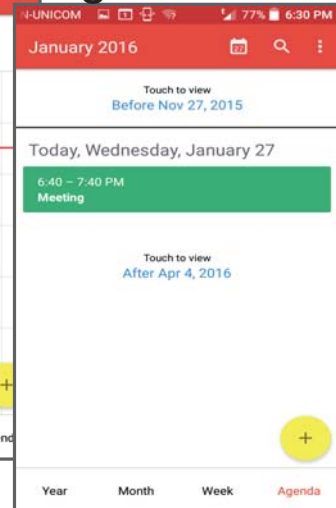 N-UNICOM 77% 6:30 PM
January 2016 27
Touch to view
Before Nov 27, 2015
Today, Wednesday, January 27
6:40 – 7:40 PM
Meeting
Touch to view
After Apr 4, 2016
+
+
Year Month Week Agenda